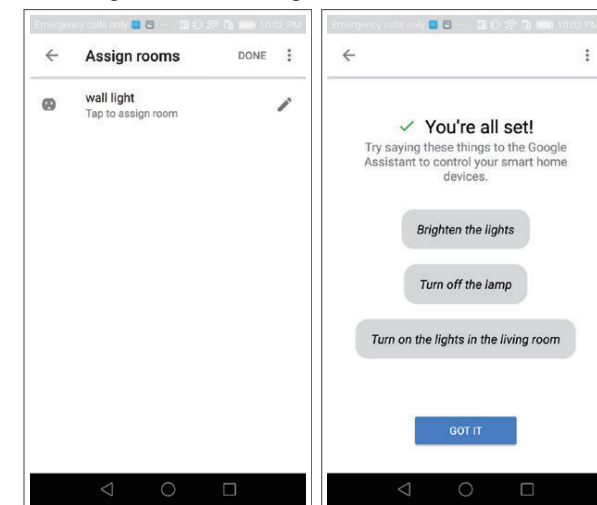 Emergency calls only
10:02 PM
Assign rooms
DONE
wall light
Tap to assign room
Emergency calls only
10:02 PM
You're all set!
Try saying these things to the Google
Assistant to control your smart home
devices.
Brighten the lights
Turn off the lamp
Turn on the lights in the living room
GOT IT